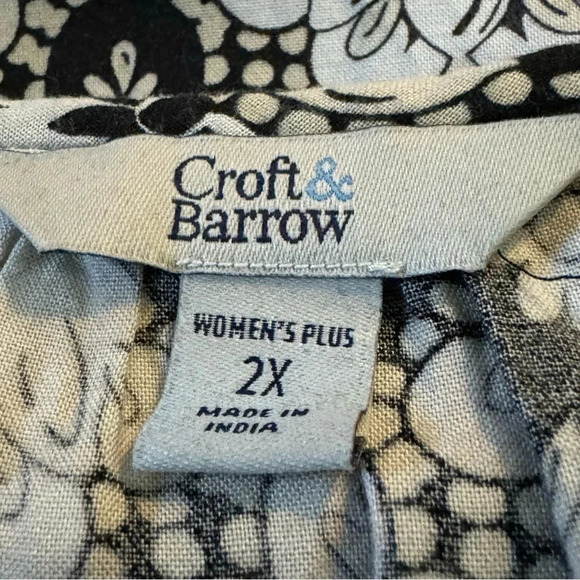 Croft&
Barrow
WOMEN'S PLUS
2X
MADE IN
INDIA